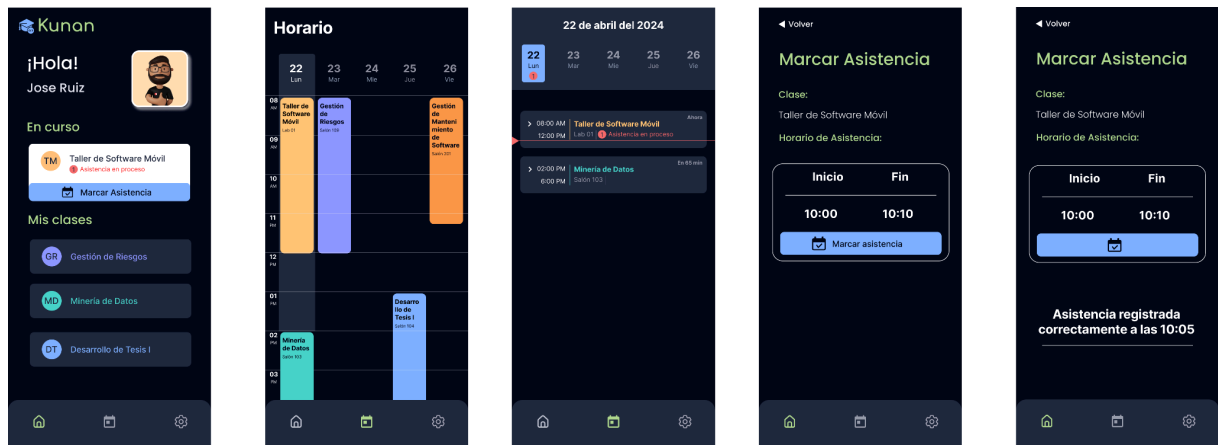 Kunan
¡Hola!
Jose Ruiz
En curso
TM
Taller de Software Móvil
Asistencia en proceso
Marcar Asistencia
Mis clases
GR
Gestión de Riesgos
MD
Minería de Datos
DT
Desarrollo de Tesis I
Horario
22 23 24 25 26
Lun Mar Mie Jue Vie
08
AM
Taller de
Software
Móvil
Lab 01
Gestión
de
Riesgos
Salón 108
Gestión
de
Manteni
miento
de
Software
09
AM
10
AM
11
12
01
Desarro
llo de
Tesis I
Salón 104
02
Minería
de Datos
Salón 103
03
22 de abril del 2024
22 23 24 25 26
Lun Mar Mie Jue Vie
08:00 AM Taller de Software Móvil Ahora
12:00 PM Lab 01 Asistencia en proceso
02:00 PM Minería de Datos En 65 min
6:00 PM Salón 103
Volver
Marcar Asistencia
Clase:
Taller de Software Móvil
Horario de Asistencia:
Inicio Fin
10:00 10:10
Marcar asistencia
Volver
Marcar Asistencia
Clase:
Taller de Software Móvil
Horario de Asistencia:
Inicio Fin
10:00 10:10
Asistencia registrada
correctamente a las 10:05